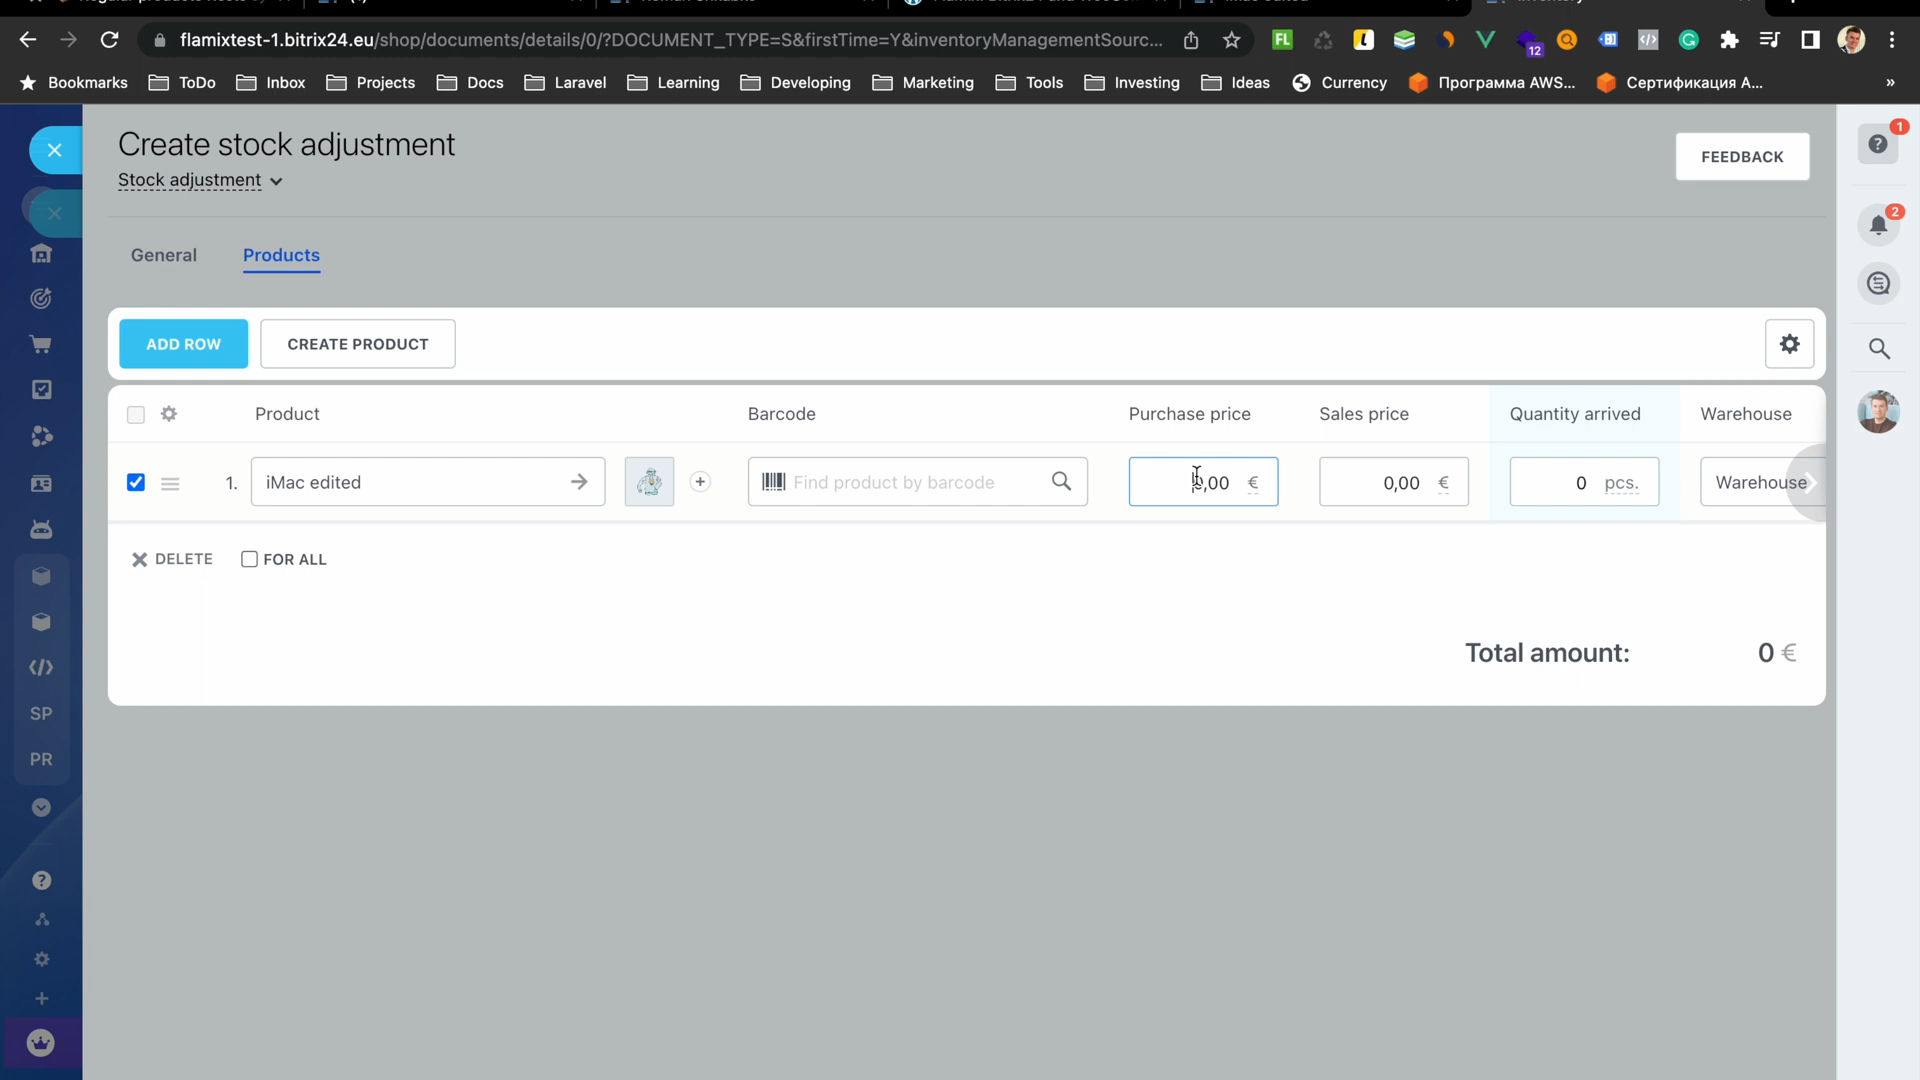 flamixtest-1.bitrix24.eu/shop/documents/details/0/?DOCUMENT_TYPE=S&firstTime=Y&inventoryManagementSourc...
12
Bookmarks ToDo Inbox Projects Docs Laravel Learning Developing Marketing Tools Investing Ideas Currency Программа AWS... Сертификация A... »
Create stock adjustment
Stock adjustment
FEEDBACK
1
2
General Products
ADD ROW CREATE PRODUCT
Product Barcode Purchase price Sales price Quantity arrived Warehouse
1. iMac edited Find product by barcode 0,00 € 0,00 € 0 pcs. Warehouse
DELETE FOR ALL
Total amount: 0 €
SP
PR